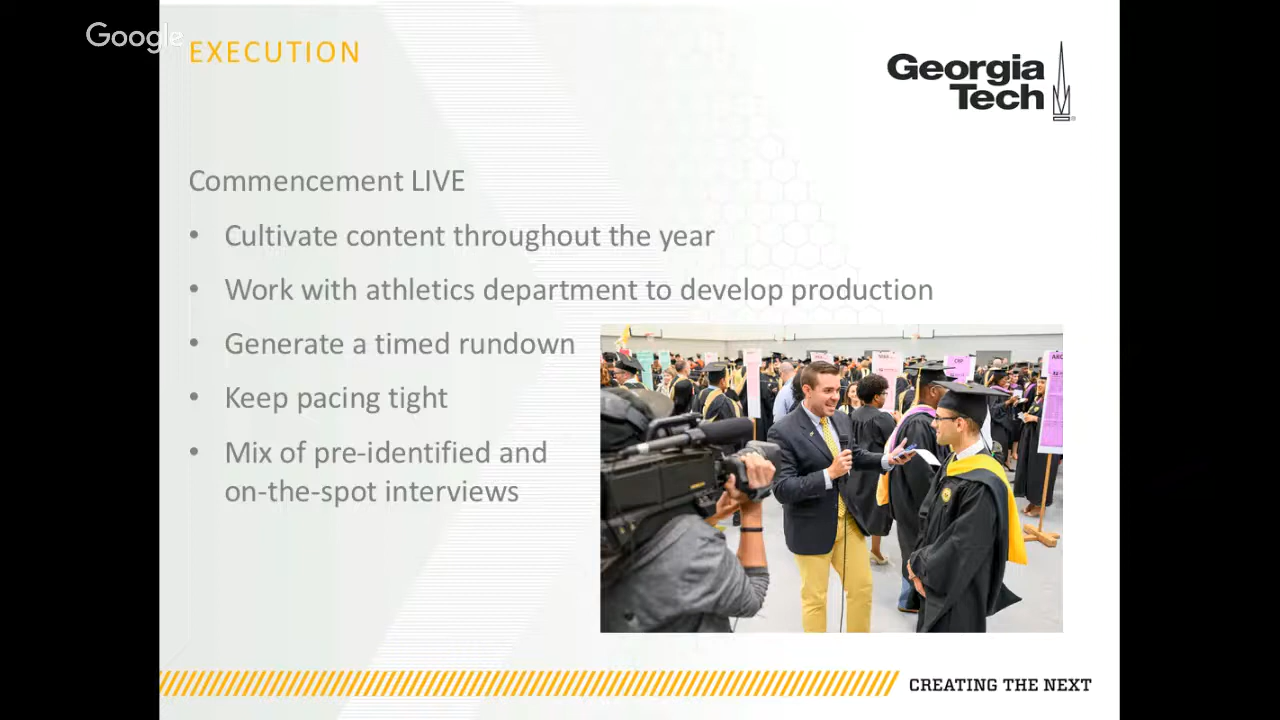 Google
EXECUTION
Georgia
Tech
Commencement LIVE
• Cultivate content throughout the year
• Work with athletics department to develop production
• Generate a timed rundown
• Keep pacing tight
• Mix of pre-identified and
on-the-spot interviews
CREATING THE NEXT